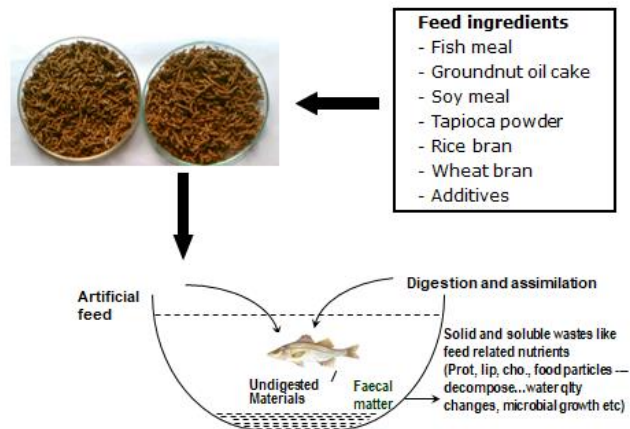 Feed ingredients
- Fish meal
- Groundnut oil cake
- Soy meal
- Tapioca powder
- Rice bran
- Wheat bran
- Additives
Artificial
feed
Digestion and assimilation
Undigested
Materials
Faecal
matter
Solid and soluble wastes like
feed related nutrients
(Prot, lip, cho., food particles ---
decompose...water qlty
changes, microbial growth etc)